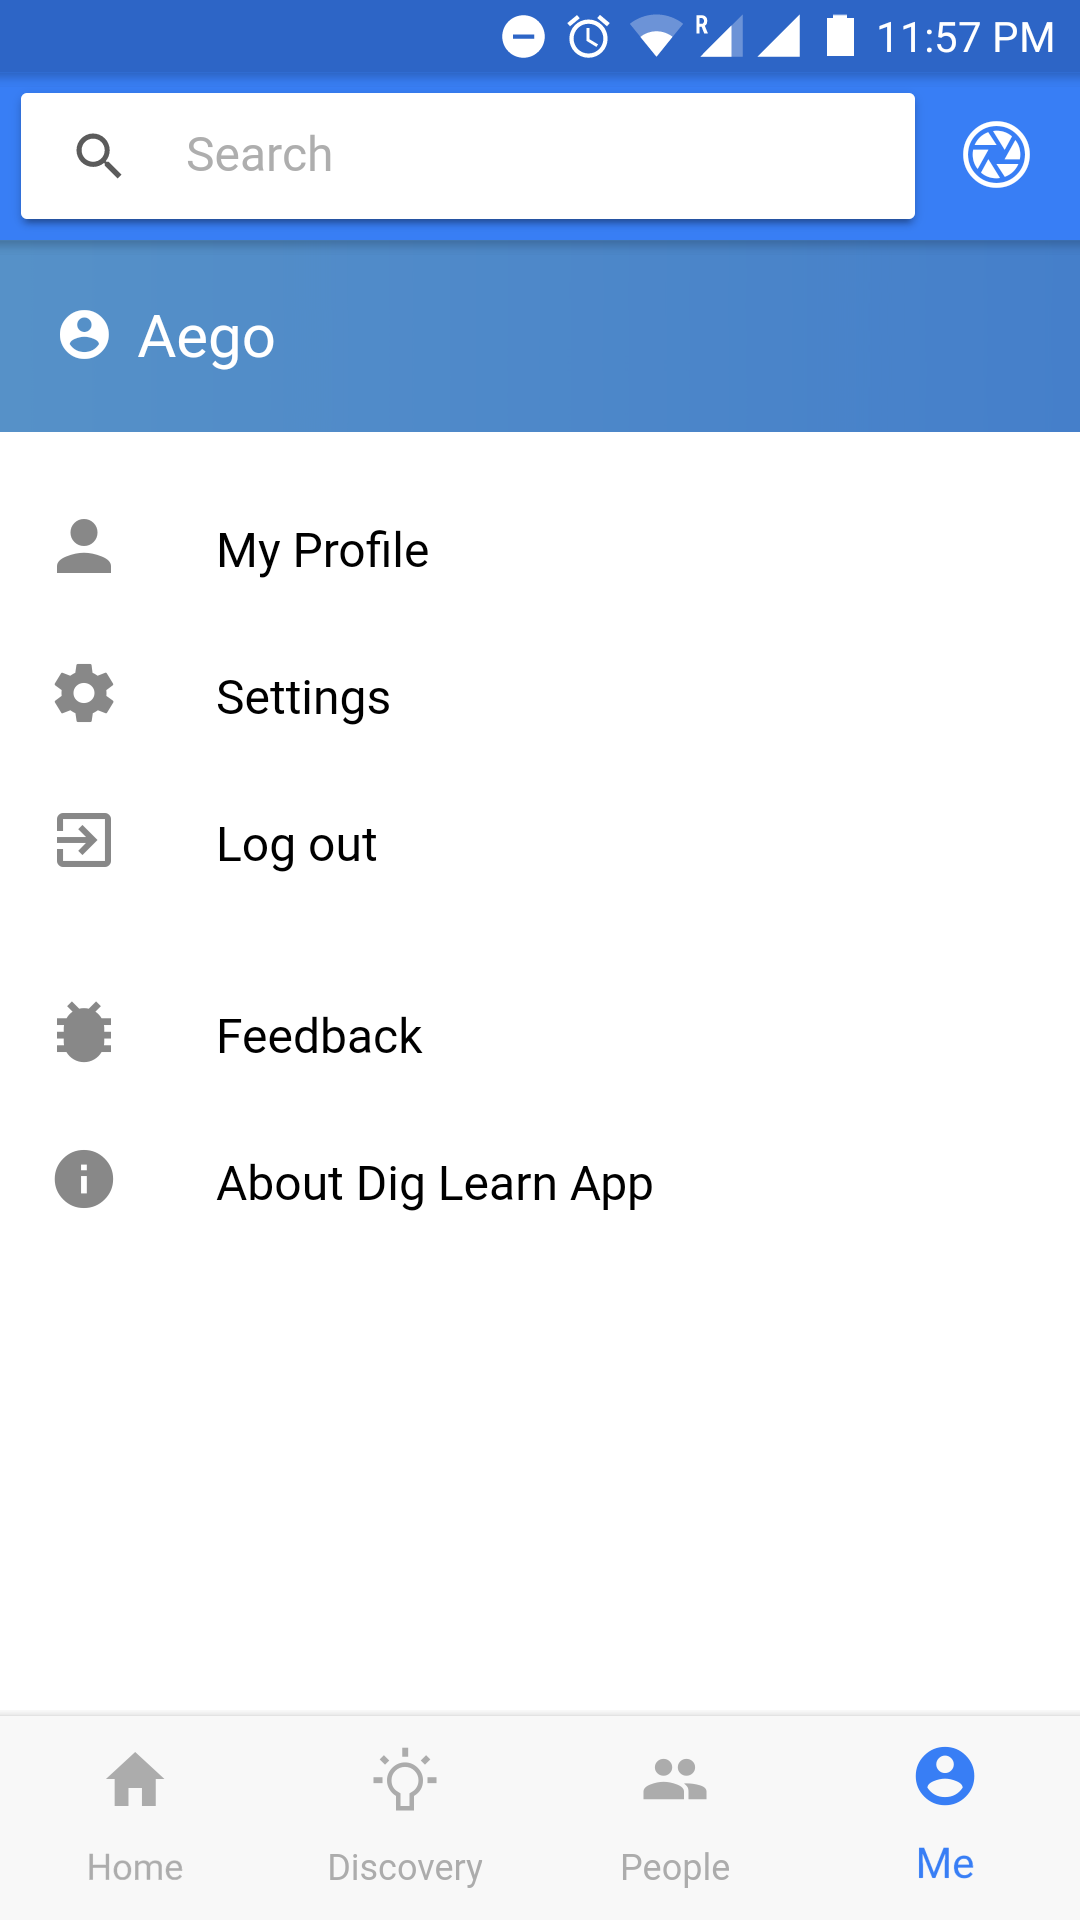 R 11:57 PM
Search
Aego
My Profile
Settings
Log out
Feedback
About Dig Learn App
Home Discovery People Me